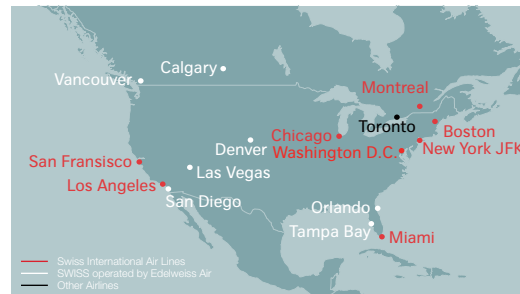 Calgary
Vancouver
Montreal
Toronto
Chicago
Boston
Denver
Washington D.C.
New York JFK
San Fransisco
Las Vegas
Los Angeles
San Diego
Orlando
Tampa Bay
Miami
Swiss International Air Lines
SWISS operated by Edelweiss Air
Other Airlines